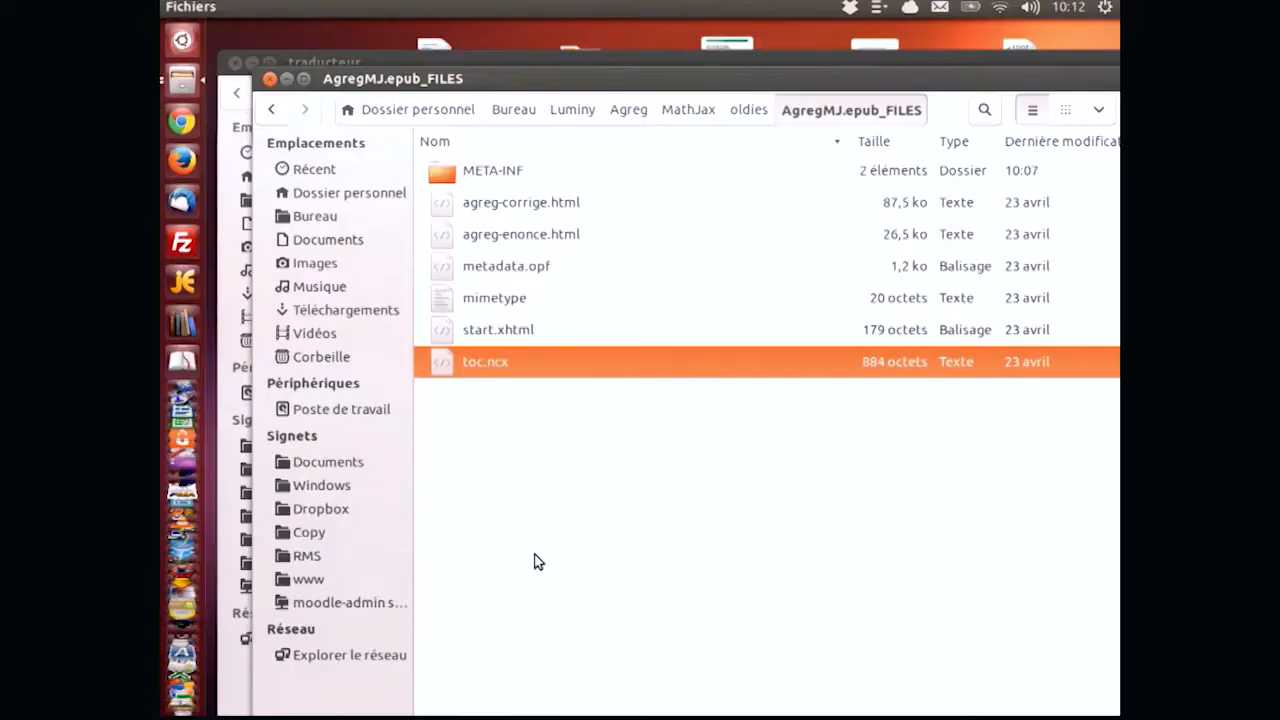 Fichiers
10:12
traducteur
AgregMJ.epub_FILES
Dossier personnel Bureau Luminy Agreg MathJax oldies AgregMJ.epub_FILES
Em
Emplacements
Récent
Dossier personnel
Bureau
Documents
Images
Musique
Téléchargements
Vidéos
Corbeille
Pé
Périphériques
Poste de travail
Sig
Signets
Documents
Windows
Dropbox
Copy
RMS
www
moodle-admin s...
Ré
Réseau
Explorer le réseau
Nom Taille Type Dernière modificat
META-INF 2 éléments Dossier 10:07
agreg-corrige.html 87,5 ko Texte 23 avril
agreg-enonce.html 26,5 ko Texte 23 avril
metadata.opf 1,2 ko Balisage 23 avril
mimetype 20 octets Texte 23 avril
start.xhtml 179 octets Balisage 23 avril
toc.ncx 884 octets Texte 23 avril